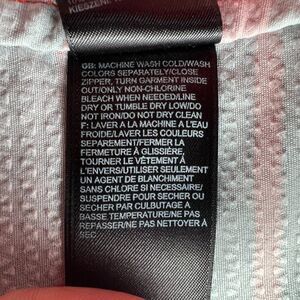 KIESZENI
GB: MACHINE WASH COLD/WASH
COLORS SEPARATELY/CLOSE
ZIPPER, TURN GARMENT INSIDE
OUT/ONLY NON-CHLORINE
BLEACH WHEN NEEDED/LINE
DRY OR TUMBLE DRY LOW/DO
NOT IRON/DO NOT DRY CLEAN
F: LAVER A LA MACHINE A L'EAU
FROIDE/LAVER LES COULEURS
SEPAREMENT/FERMER LA
FERMETURE À GLISSIÈRE,
TOURNER LE VÊTEMENT À
L'ENVERS/UTILISER SEULEMENT
UN AGENT DE BLANCHIMENT
SANS CHLORE SI NECESSAIRE/
SUSPENDRE POUR SECHER OU
SECHER PAR CULBUTAGE A
BASSE TEMPERATURE/NE PAS
REPASSER/NE PAS NETTOYER À
SEC.